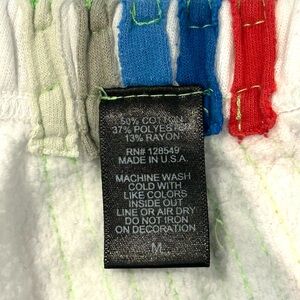 50% COTTON
37% POLYESTER
13% RAYON
RN# 128549
MADE IN U.S.A.
MACHINE WASH
COLD WITH
LIKE COLORS
INSIDE OUT
LINE OR AIR DRY
DO NOT IRON
ON DECORATION
M